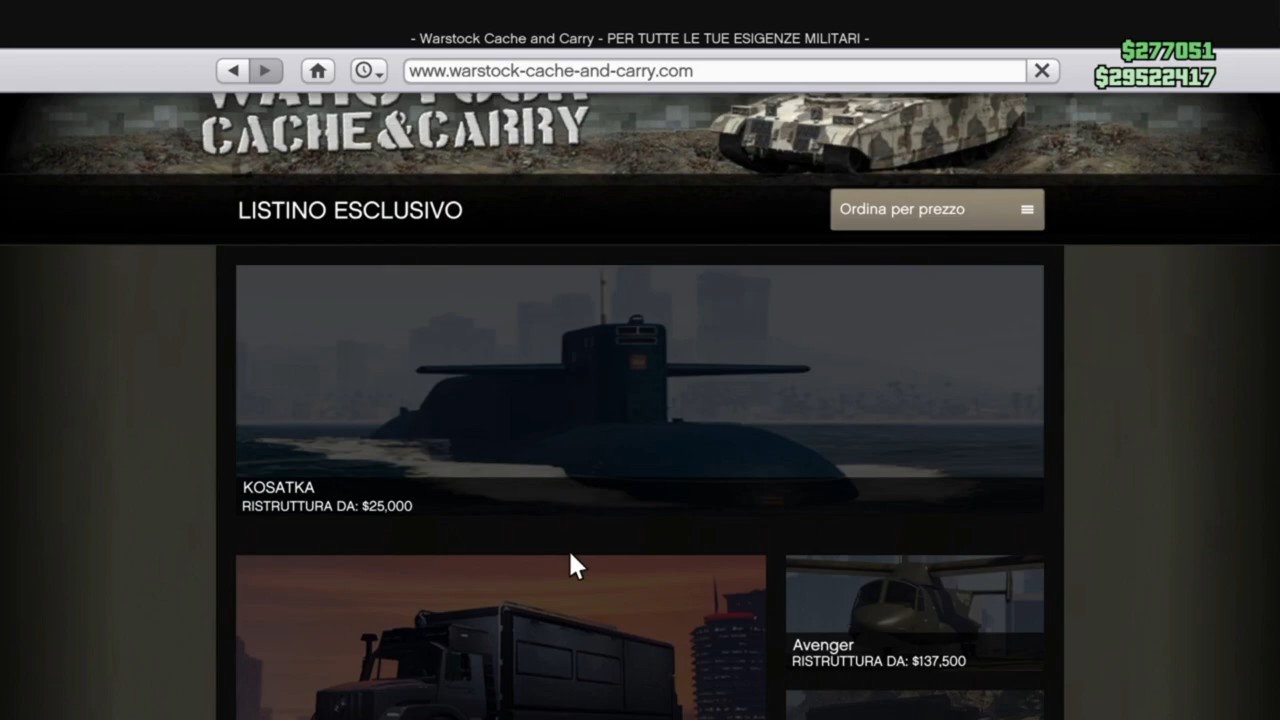 - Warstock Cache and Carry - PER TUTTE LE TUE ESIGENZE MILITARI -
$277051
www.warstock-cache-and-carry.com
$29522417
WARSTOCK
CACHE&CARRY
LISTINO ESCLUSIVO
Ordina per prezzo
KOSATKA
RISTRUTTURA DA: $25,000
Avenger
RISTRUTTURA DA: $137,500